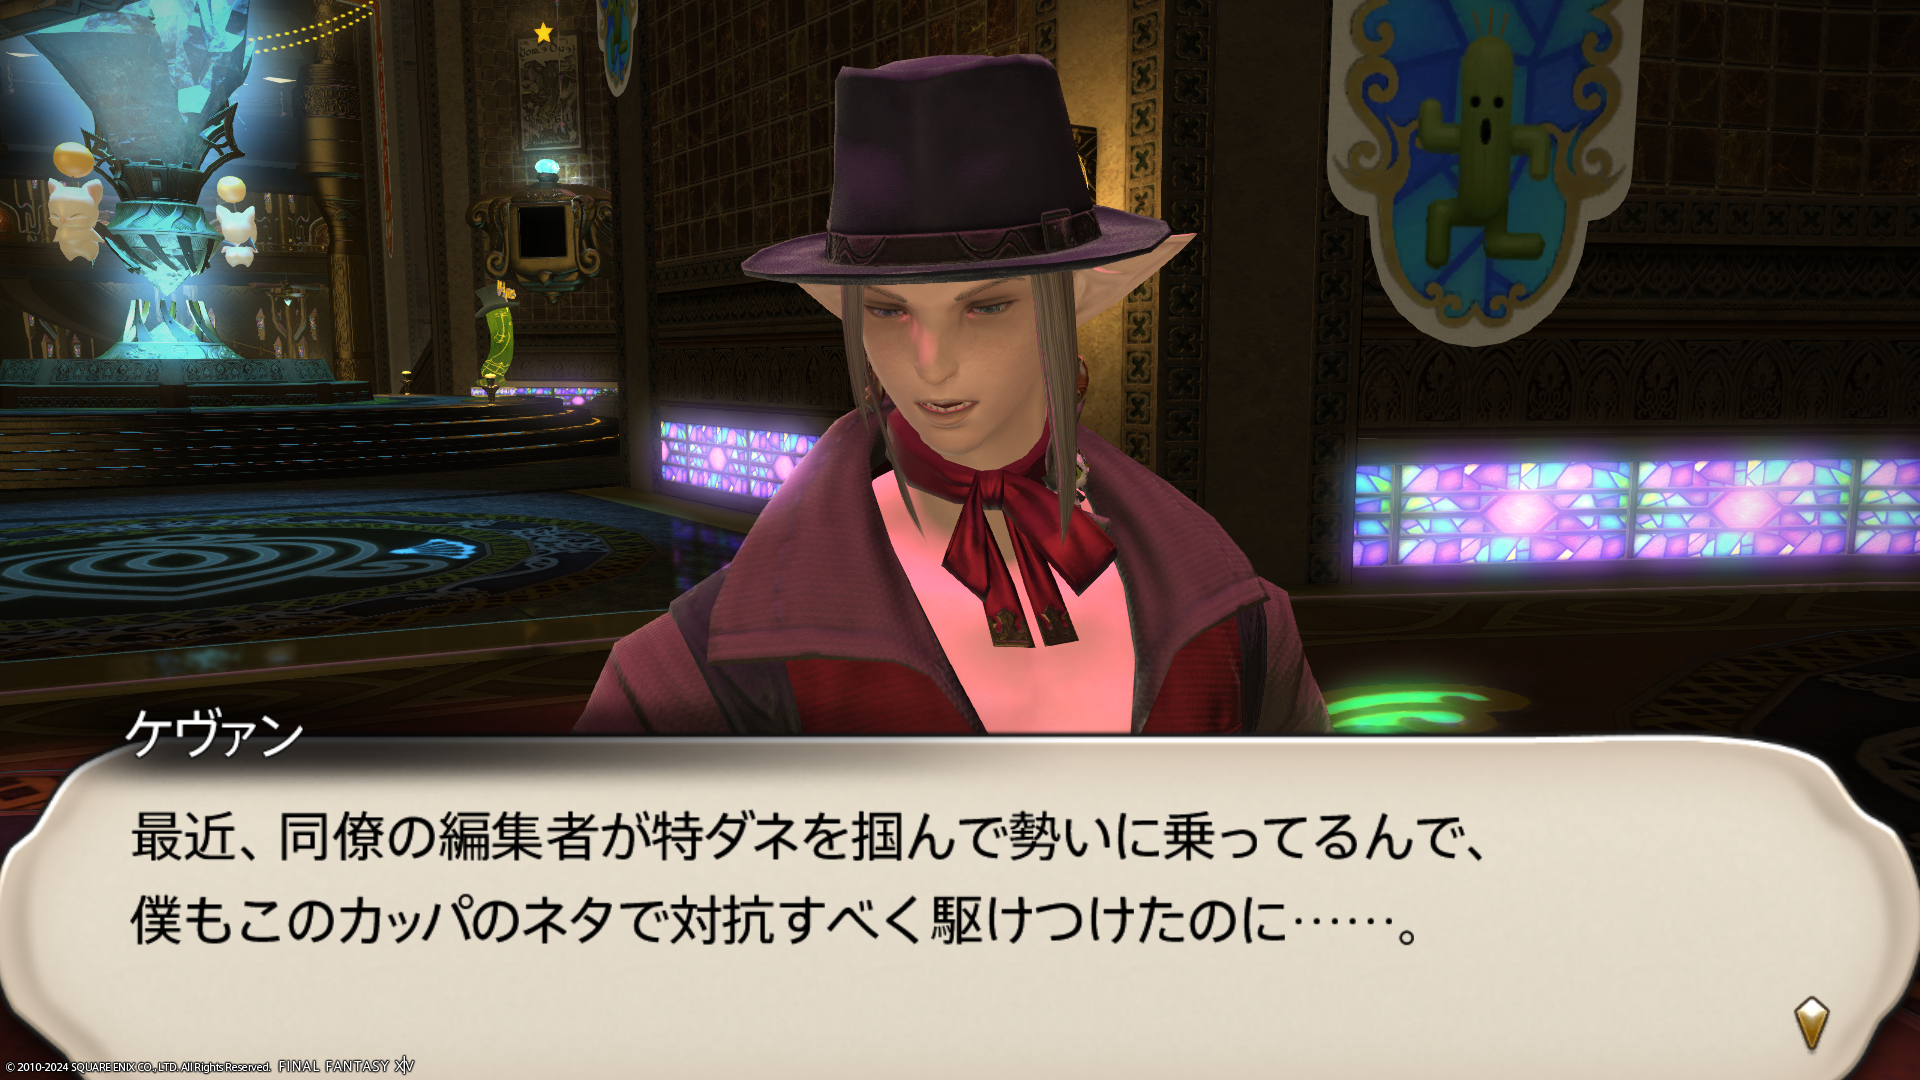 ケヴァン
最近、同僚の編集者が特ダネを掴んで勢いに乗ってるんで、
僕もこのカッパのネタで対抗すべく駆けつけたのに……。
© 2010-2024 SQUARE ENIX CO., LTD. All Rights Reserved. FINAL FANTASY XIV